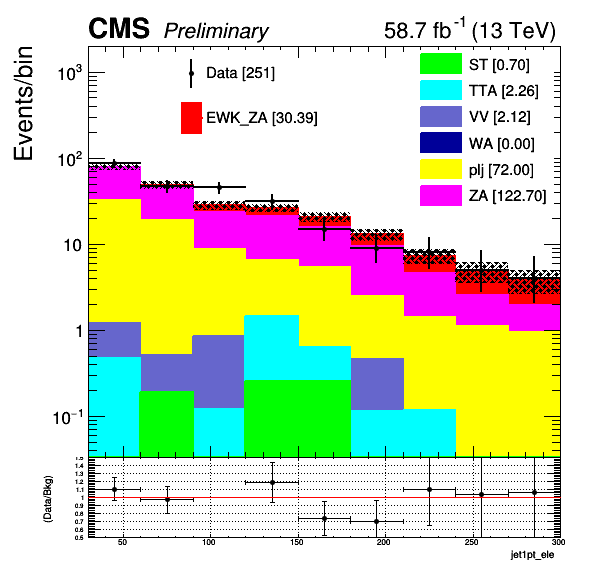 CMS Preliminary 58.7 fb⁻¹ (13 TeV)
Events/bin
10³
10²
10
1
10⁻¹
Data [251]
EWK_ZA [30.39]
ST [0.70]
TTA [2.26]
VV [2.12]
WA [0.00]
plj [72.00]
ZA [122.70]
(Data/Bkg)
1.5
1.4
1.3
1.2
1.1
1
0.9
0.8
0.7
0.6
0.5
50 100 150 200 250 300
jet1pt_ele